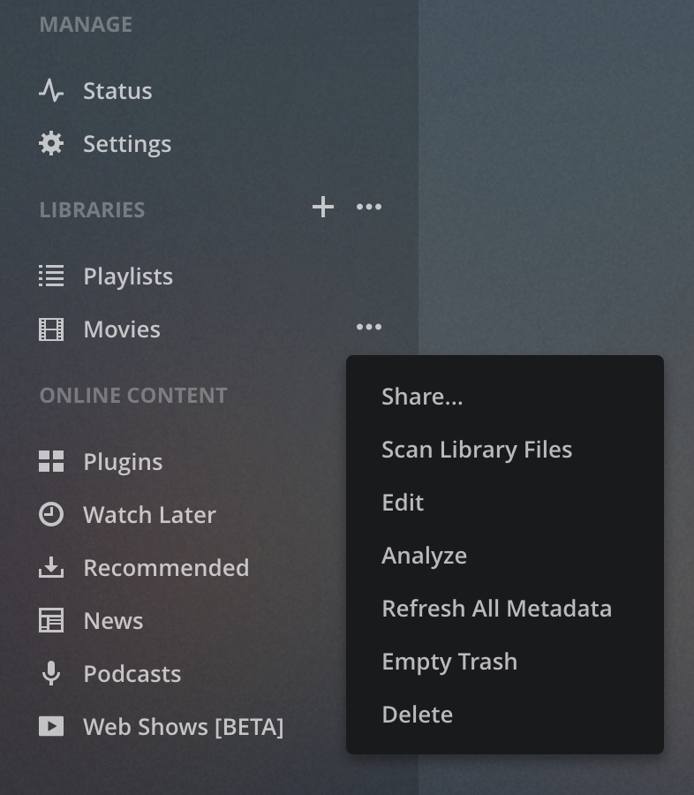 MANAGE
Status
Settings
LIBRARIES
Playlists
Movies
ONLINE CONTENT
Plugins
Watch Later
Recommended
News
Podcasts
Web Shows [BETA]
Share...
Scan Library Files
Edit
Analyze
Refresh All Metadata
Empty Trash
Delete